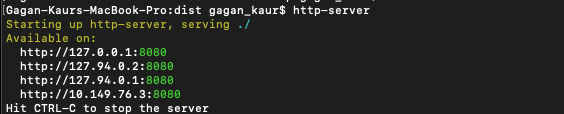 [Gagan-Kaurs-MacBook-Pro:dist gagan_kaur$ http-server
Starting up http-server, serving ./
Available on:
  http://127.0.0.1:8080
  http://127.94.0.2:8080
  http://127.94.0.1:8080
  http://10.149.76.3:8080
Hit CTRL-C to stop the server